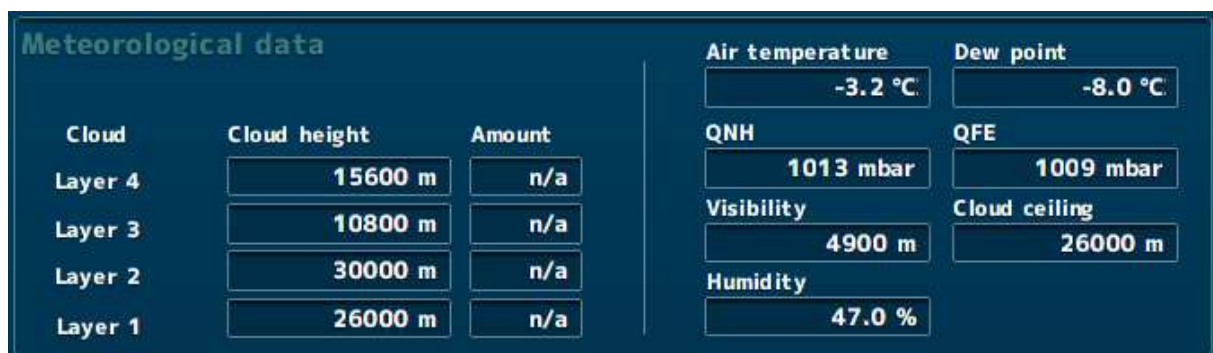 Meteorological data
Cloud Cloud height Amount
Layer 4 15600 m n/a
Layer 3 10800 m n/a
Layer 2 30000 m n/a
Layer 1 26000 m n/a
Air temperature Dew point
-3.2 °C -8.0 °C
QNH QFE
1013 mbar 1009 mbar
Visibility Cloud ceiling
4900 m 26000 m
Humidity
47.0 %